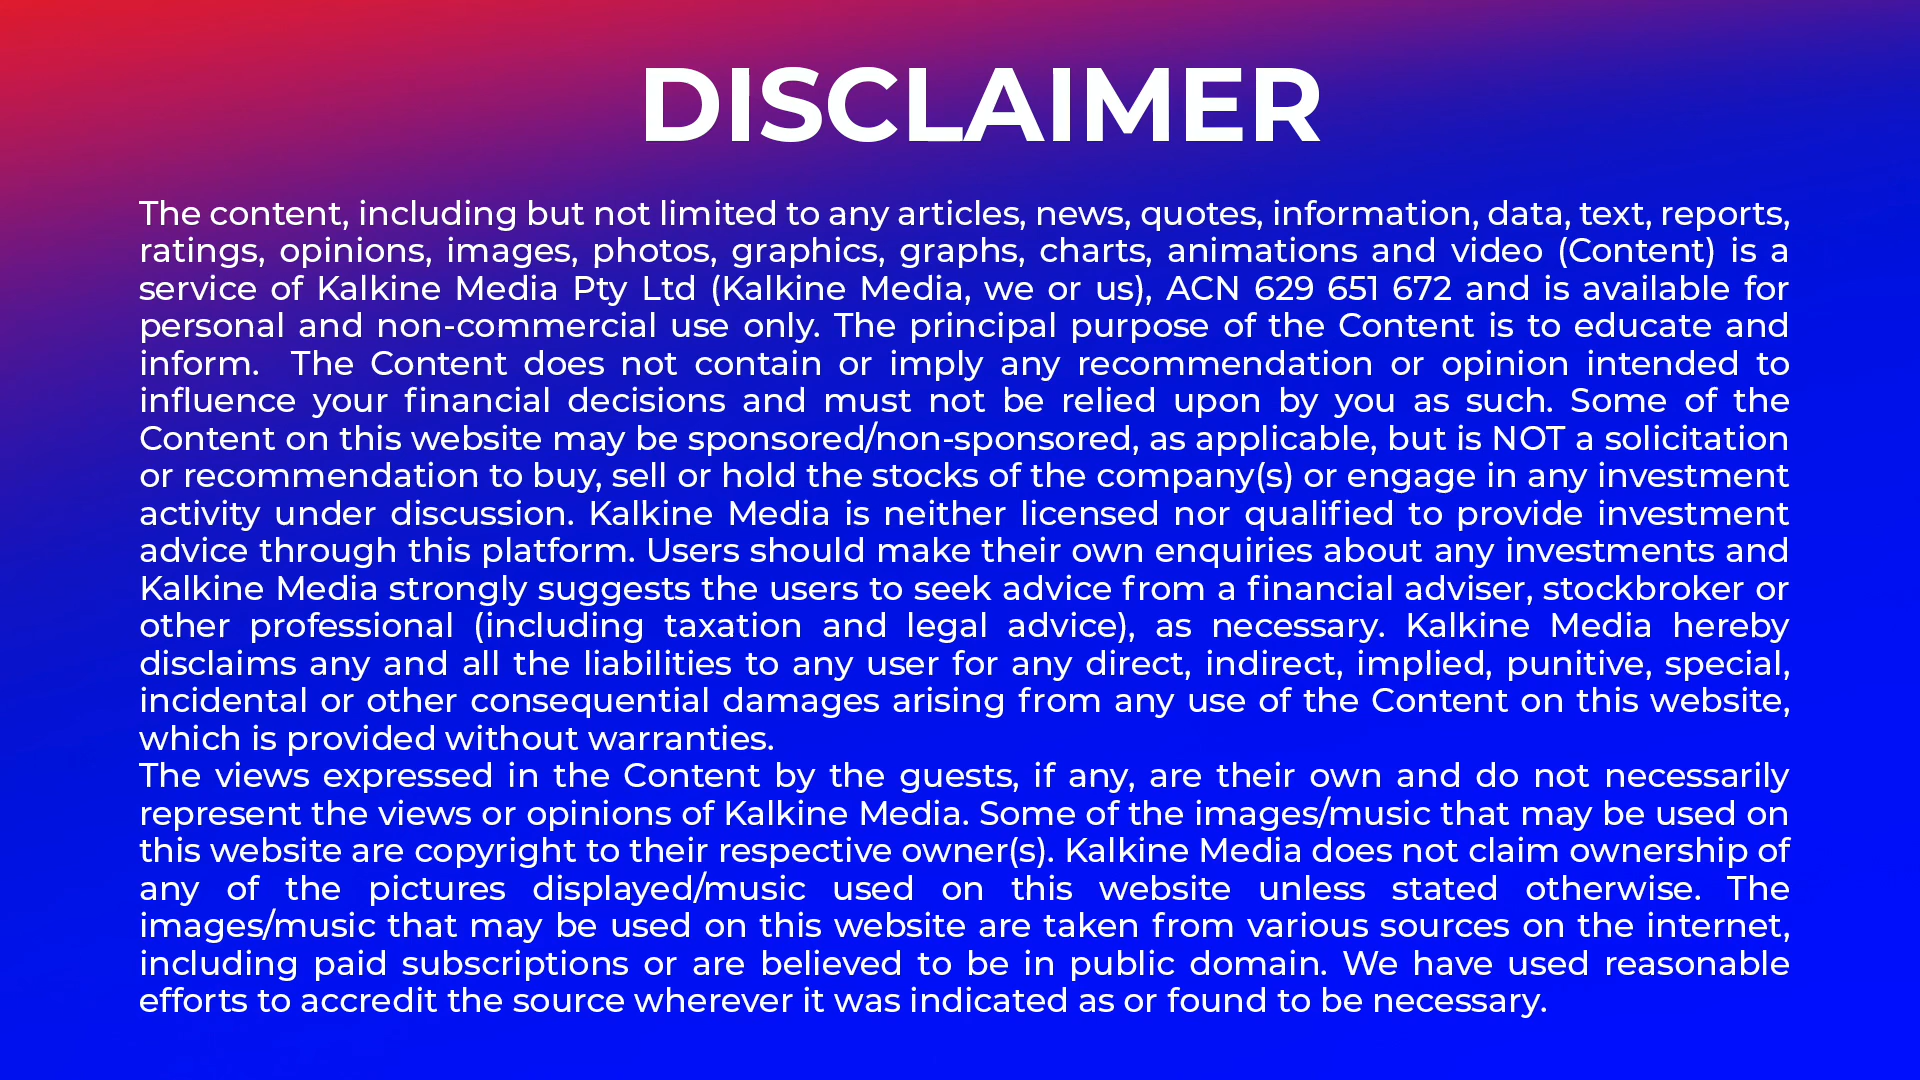 DISCLAIMER
The content, including but not limited to any articles, news, quotes, information, data, text, reports,
ratings, opinions, images, photos, graphics, graphs, charts, animations and video (Content) is a
service of Kalkine Media Pty Ltd (Kalkine Media, we or us), ACN 629 651 672 and is available for
personal and non-commercial use only. The principal purpose of the Content is to educate and
inform.  The Content does not contain or imply any recommendation or opinion intended to
influence your financial decisions and must not be relied upon by you as such. Some of the
Content on this website may be sponsored/non-sponsored, as applicable, but is NOT a solicitation
or recommendation to buy, sell or hold the stocks of the company(s) or engage in any investment
activity under discussion. Kalkine Media is neither licensed nor qualified to provide investment
advice through this platform. Users should make their own enquiries about any investments and
Kalkine Media strongly suggests the users to seek advice from a financial adviser, stockbroker or
other professional (including taxation and legal advice), as necessary. Kalkine Media hereby
disclaims any and all the liabilities to any user for any direct, indirect, implied, punitive, special,
incidental or other consequential damages arising from any use of the Content on this website,
which is provided without warranties.
The views expressed in the Content by the guests, if any, are their own and do not necessarily
represent the views or opinions of Kalkine Media. Some of the images/music that may be used on
this website are copyright to their respective owner(s). Kalkine Media does not claim ownership of
any of the pictures displayed/music used on this website unless stated otherwise. The
images/music that may be used on this website are taken from various sources on the internet,
including paid subscriptions or are believed to be in public domain. We have used reasonable
efforts to accredit the source wherever it was indicated as or found to be necessary.